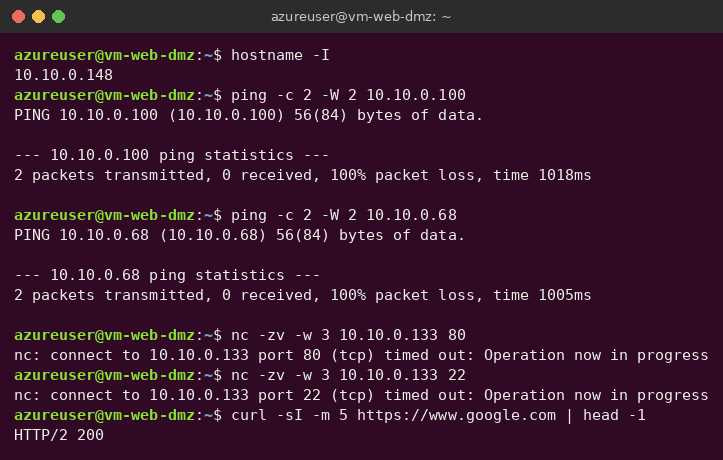 azureuser@vm-web-dmz: ~
azureuser@vm-web-dmz:~$ hostname -I
10.10.0.148
azureuser@vm-web-dmz:~$ ping -c 2 -W 2 10.10.0.100
PING 10.10.0.100 (10.10.0.100) 56(84) bytes of data.
--- 10.10.0.100 ping statistics ---
2 packets transmitted, 0 received, 100% packet loss, time 1018ms
azureuser@vm-web-dmz:~$ ping -c 2 -W 2 10.10.0.68
PING 10.10.0.68 (10.10.0.68) 56(84) bytes of data.
--- 10.10.0.68 ping statistics ---
2 packets transmitted, 0 received, 100% packet loss, time 1005ms
azureuser@vm-web-dmz:~$ nc -zv -w 3 10.10.0.133 80
nc: connect to 10.10.0.133 port 80 (tcp) timed out: Operation now in progress
azureuser@vm-web-dmz:~$ nc -zv -w 3 10.10.0.133 22
nc: connect to 10.10.0.133 port 22 (tcp) timed out: Operation now in progress
azureuser@vm-web-dmz:~$ curl -sI -m 5 https://www.google.com | head -1
HTTP/2 200